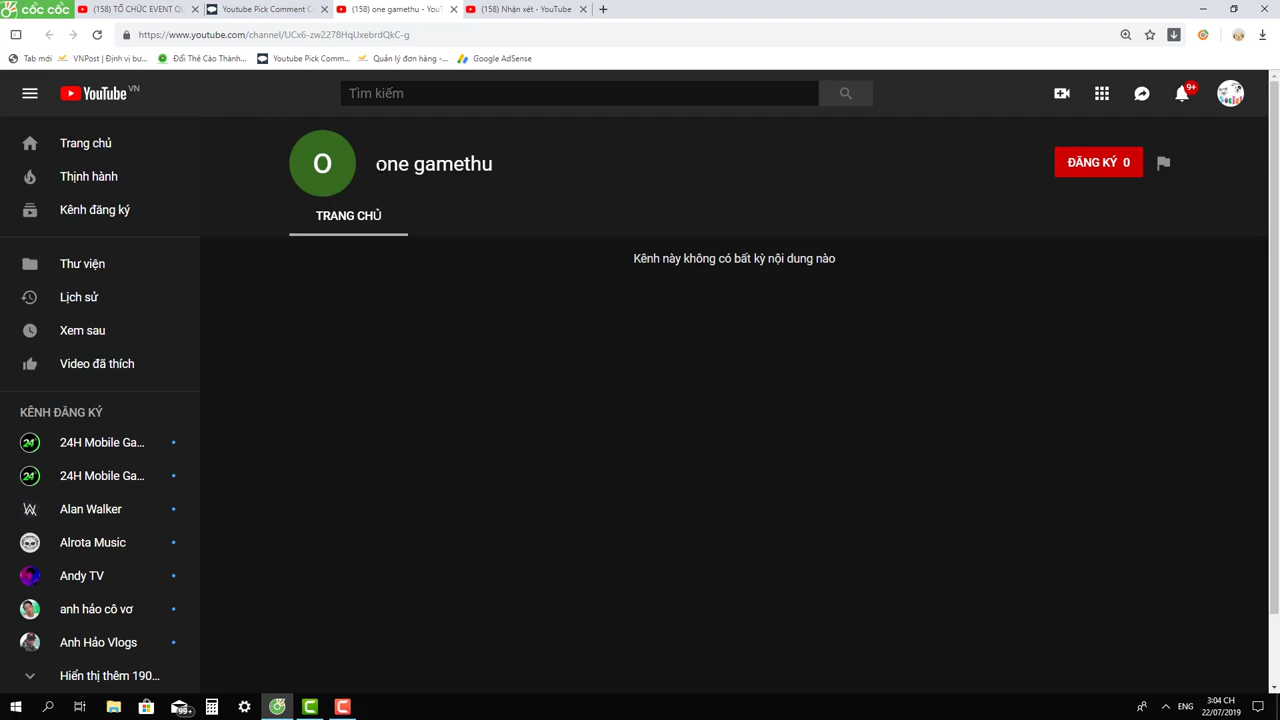 cốc cốc
(158) TỔ CHỨC EVENT QU
Youtube Pick Comment C
(158) one gamethu - YouT
(158) Nhận xét - YouTube
https://www.youtube.com/channel/UCx6-zw2278HqUxebrdQkC-g
Tab mới
VNPost | Định vị bư...
Đổi Thẻ Cào Thành...
Youtube Pick Comm...
Quản lý đơn hàng -...
Google AdSense
YouTube VN
Tìm kiếm
9+
Trang chủ
Thịnh hành
Kênh đăng ký
Thư viện
Lịch sử
Xem sau
Video đã thích
KÊNH ĐĂNG KÝ
24H Mobile Ga...
24H Mobile Ga...
Alan Walker
Alrota Music
Andy TV
anh hảo cô vơ
Anh Hảo Vlogs
Hiển thị thêm 190...
O
one gamethu
ĐĂNG KÝ 0
TRANG CHỦ
Kênh này không có bất kỳ nội dung nào
99+
ENG
3:04 CH
22/07/2019